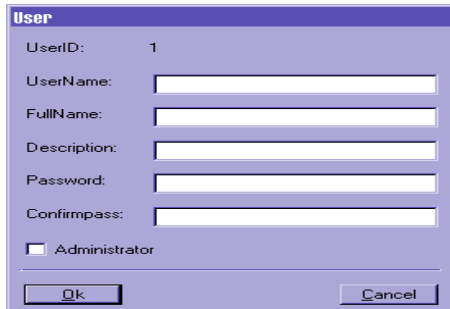 User
UserID: 1
UserName:
FullName:
Description:
Password:
Confirmpass:
Administrator
Ok Cancel